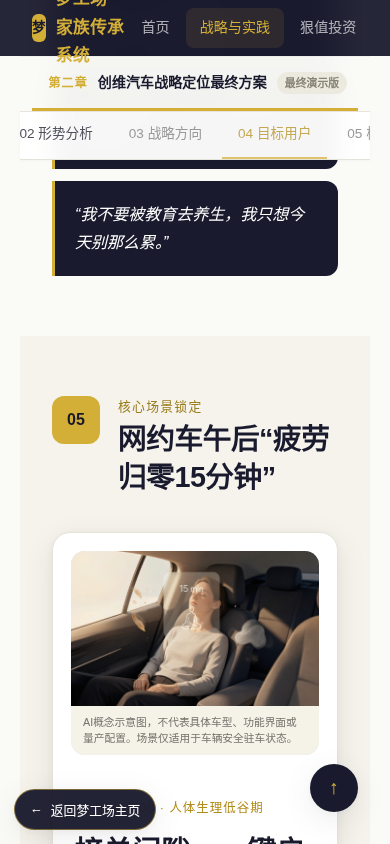 梦工场
梦 家族传承 首页 战略与实践 狠值投资
系统
第二章 创维汽车战略定位最终方案 最终演示版
02 形势分析 03 战略方向 04 目标用户 05
“我不要被教育去养生，我只想今
天别那么累。”
05
核心场景锁定
网约车午后“疲劳
归零15分钟”
15
AI概念示意图，不代表具体车型、功能界面或
量产配置。场景仅适用于车辆安全驻车状态。
← 返回梦工场主页 · 人体生理低谷期
↑